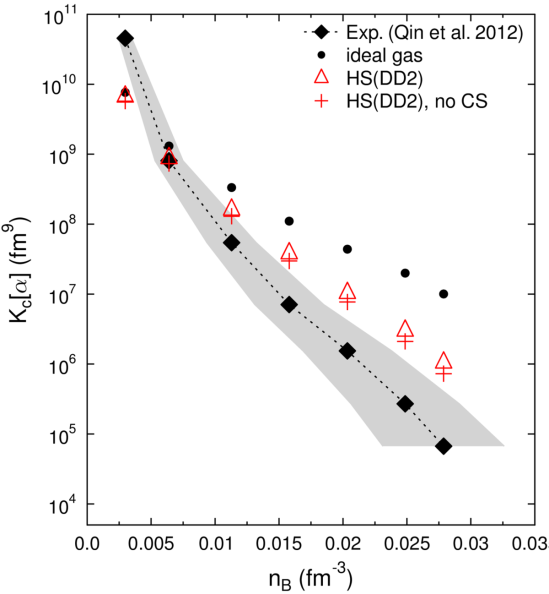 10^11
10^10
10^9
10^8
10^7
10^6
10^5
10^4
K_c[α] (fm^9)
Exp. (Qin et al. 2012)
ideal gas
HS(DD2)
HS(DD2), no CS
0.0 0.005 0.01 0.015 0.02 0.025 0.03 0.03
n_B (fm^-3)